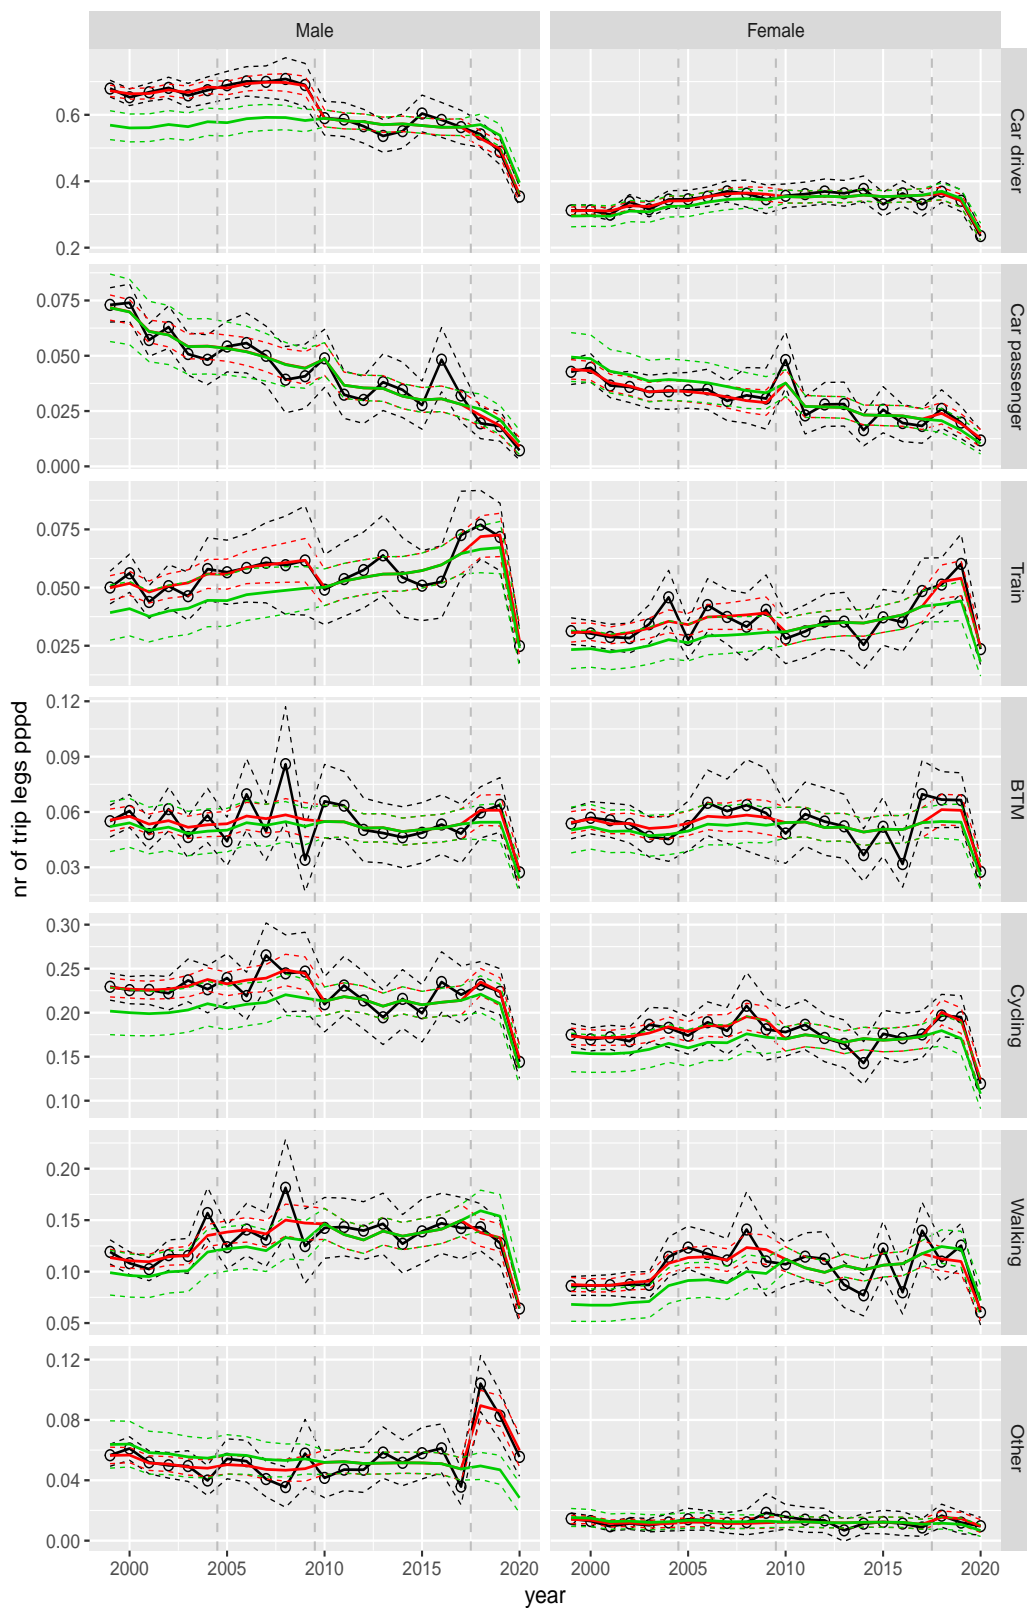 Male Female
0.6
0.4
0.2
Car driver
0.075
0.050
0.025
0.000
Car passenger
0.075
0.050
0.025
Train
0.12
0.09
0.06
0.03
BTM
0.30
0.25
0.20
0.15
0.10
Cycling
0.20
0.15
0.10
0.05
Walking
0.12
0.08
0.04
0.00
Other
nr of trip legs pppd
2000 2005 2010 2015 2020 2000 2005 2010 2015 2020
year